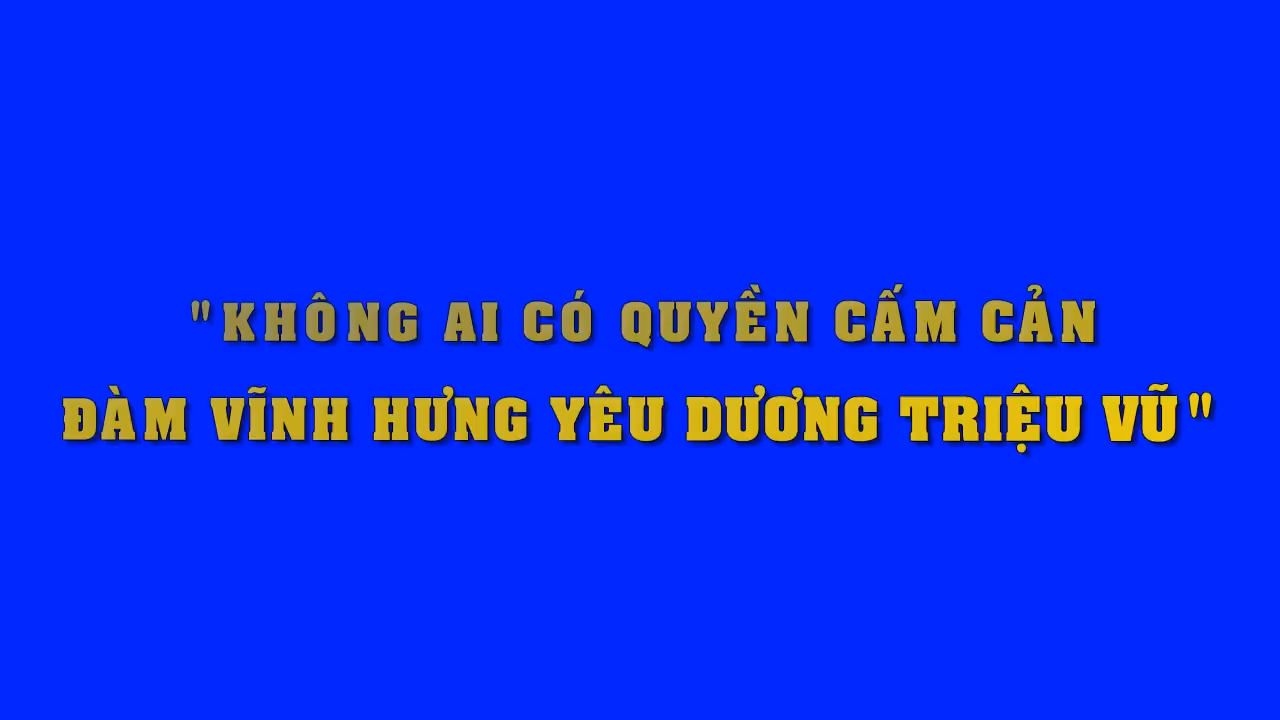 "KHÔNG AI CÓ QUYỀN CẤM CẢN
ĐÀM VĨNH HƯNG YÊU DƯƠNG TRIỆU VŨ"